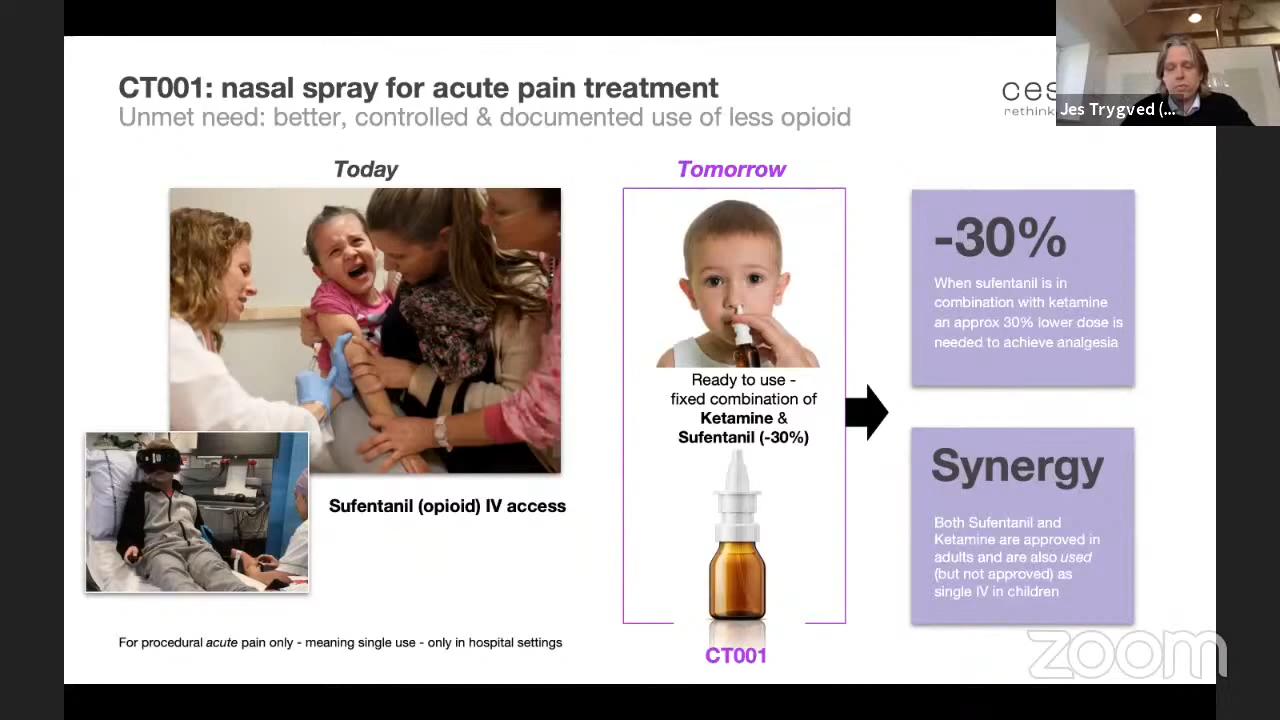 CT001: nasal spray for acute pain treatment
Unmet need: better, controlled & documented use of less opioid
ces
rethink
Jes Trygved (...
Today
Tomorrow
Sufentanil (opioid) IV access
For procedural acute pain only - meaning single use - only in hospital settings
Ready to use -
fixed combination of
Ketamine &
Sufentanil (-30%)
CT001
-30%
When sufentanil is in
combination with ketamine
an approx 30% lower dose is
needed to achieve analgesia
Synergy
Both Sufentanil and
Ketamine are approved in
adults and are also used
(but not approved) as
single IV in children
zoom